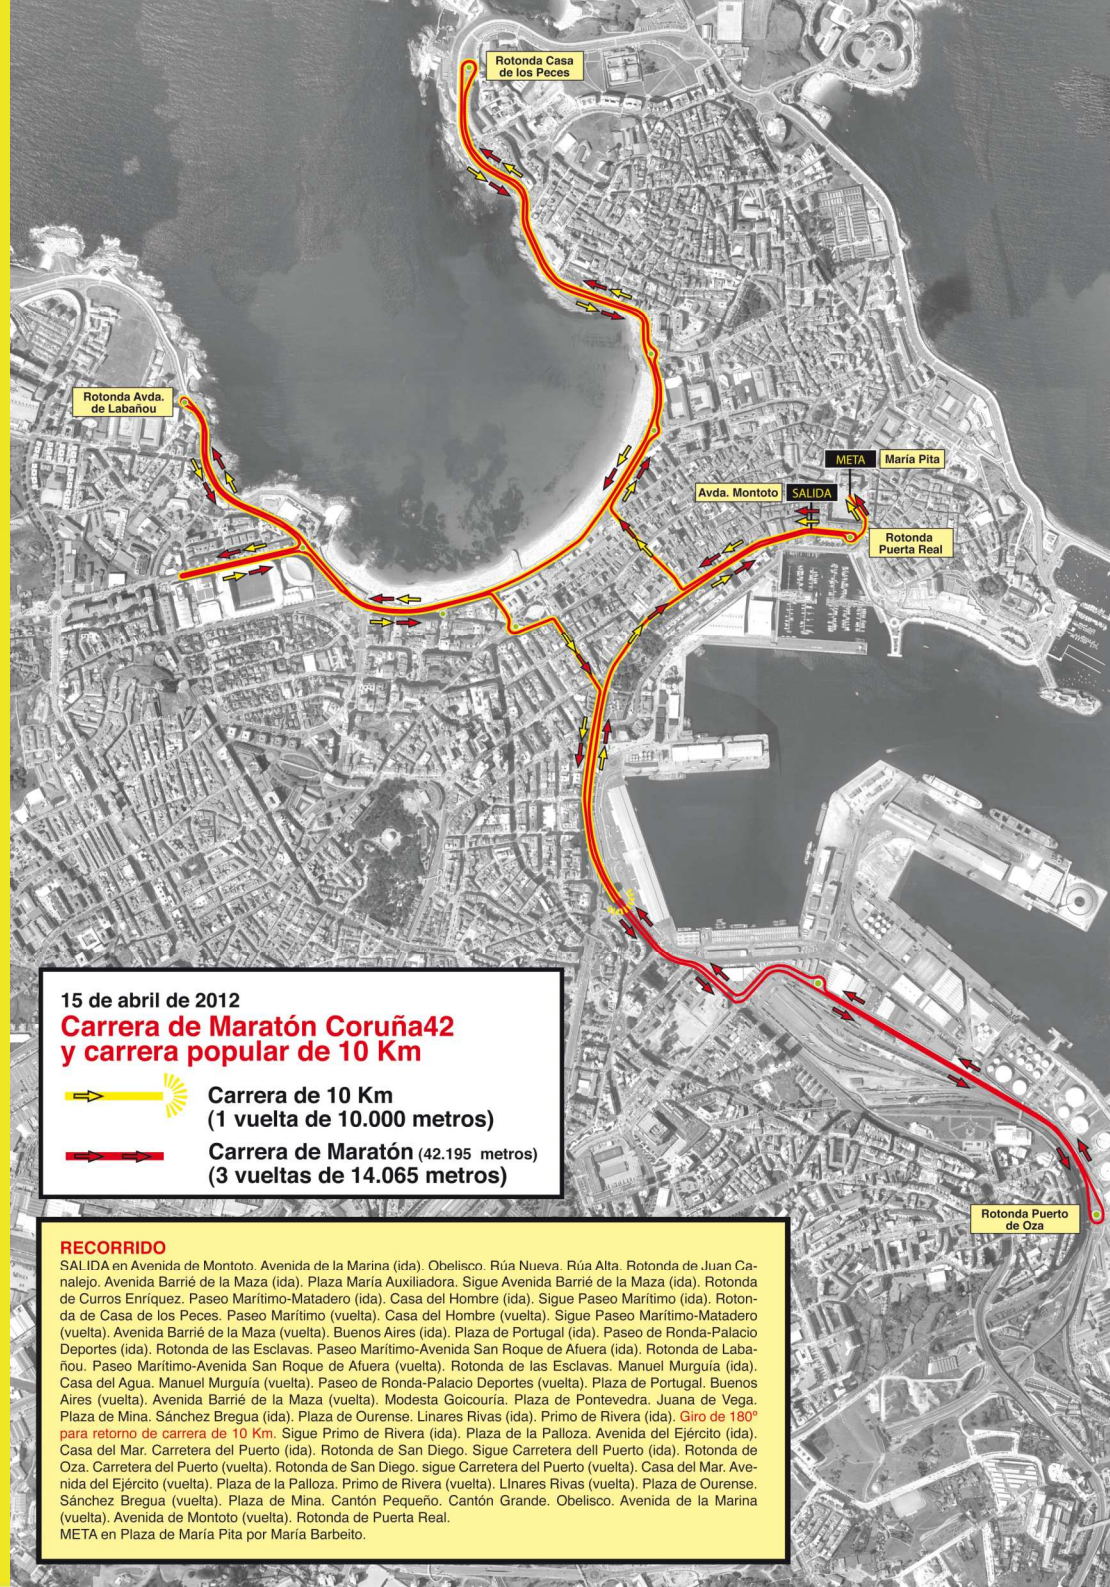 Rotonda Casa
de los Peces
Rotonda Avda.
de Labañou
META
María Pita
Avda. Montoto
SALIDA
Rotonda
Puerta Real
Rotonda Puerto
de Oza
15 de abril de 2012
Carrera de Maratón Coruña42
y carrera popular de 10 Km
Carrera de 10 Km
(1 vuelta de 10.000 metros)
Carrera de Maratón (42.195 metros)
(3 vueltas de 14.065 metros)
RECORRIDO
SALIDA en Avenida de Montoto. Avenida de la Marina (ida). Obelisco. Rúa Nueva. Rúa Alta. Rotonda de Juan Ca-
nalejo. Avenida Barrié de la Maza (ida). Plaza María Auxiliadora. Sigue Avenida Barrié de la Maza (ida). Rotonda
de Curros Enríquez. Paseo Marítimo-Matadero (ida). Casa del Hombre (ida). Sigue Paseo Marítimo (ida). Roton-
da de Casa de los Peces. Paseo Marítimo (vuelta). Casa del Hombre (vuelta). Sigue Paseo Marítimo-Matadero
(vuelta). Avenida Barrié de la Maza (vuelta). Buenos Aires (ida). Plaza de Portugal (ida). Paseo de Ronda-Palacio
Deportes (ida). Rotonda de las Esclavas. Paseo Marítimo-Avenida San Roque de Afuera (ida). Rotonda de Laba-
ñou. Paseo Marítimo-Avenida San Roque de Afuera (vuelta). Rotonda de las Esclavas. Manuel Murguía (ida).
Casa del Agua. Manuel Murguía (vuelta). Paseo de Ronda-Palacio Deportes (vuelta). Plaza de Portugal. Buenos
Aires (vuelta). Avenida Barrié de la Maza (vuelta). Modesta Goicouría. Plaza de Pontevedra. Juana de Vega.
Plaza de Mina. Sánchez Bregua (ida). Plaza de Ourense. Linares Rivas (ida). Primo de Rivera (ida). Giro de 180º
para retorno de carrera de 10 Km. Sigue Primo de Rivera (ida). Plaza de la Palloza. Avenida del Ejército (ida).
Casa del Mar. Carretera del Puerto (ida). Rotonda de San Diego. Sigue Carretera dell Puerto (ida). Rotonda de
Oza. Carretera del Puerto (vuelta). Rotonda de San Diego. sigue Carretera del Puerto (vuelta). Casa del Mar. Ave-
nida del Ejército (vuelta). Plaza de la Palloza. Primo de Rivera (vuelta). LInares Rivas (vuelta). Plaza de Ourense.
Sánchez Bregua (vuelta). Plaza de Mina. Cantón Pequeño. Cantón Grande. Obelisco. Avenida de la Marina
(vuelta). Avenida de Montoto (vuelta). Rotonda de Puerta Real.
META en Plaza de María Pita por María Barbeito.